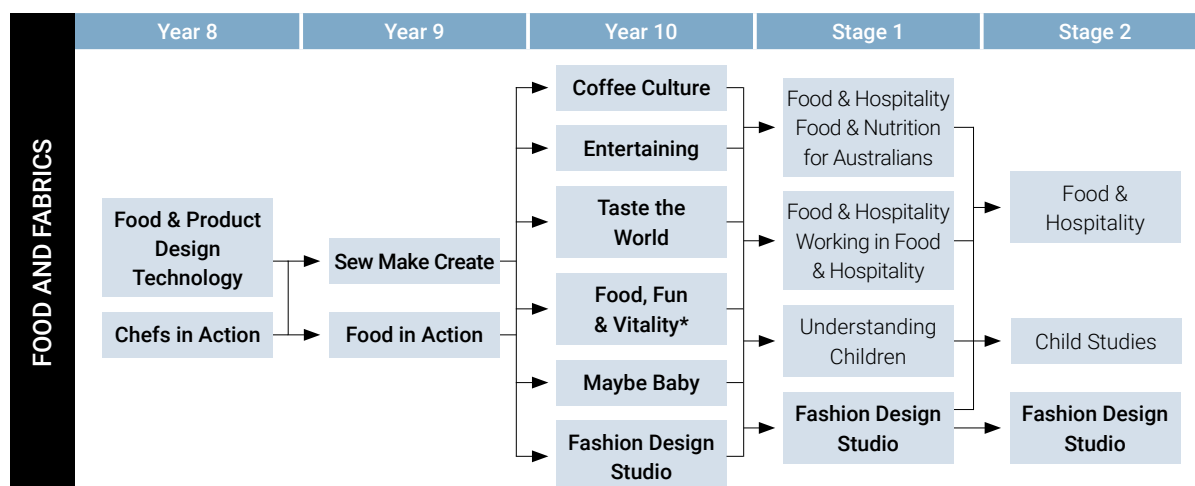 FOOD AND FABRICS
Year 8
Year 9
Year 10
Stage 1
Stage 2
Food & Product
Design
Technology
Chefs in Action
Sew Make Create
Food in Action
Coffee Culture
Entertaining
Taste the
World
Food, Fun
& Vitality*
Maybe Baby
Fashion Design
Studio
Food & Hospitality
Food & Nutrition
for Australians
Food & Hospitality
Working in Food
& Hospitality
Understanding
Children
Fashion Design
Studio
Food &
Hospitality
Child Studies
Fashion Design
Studio